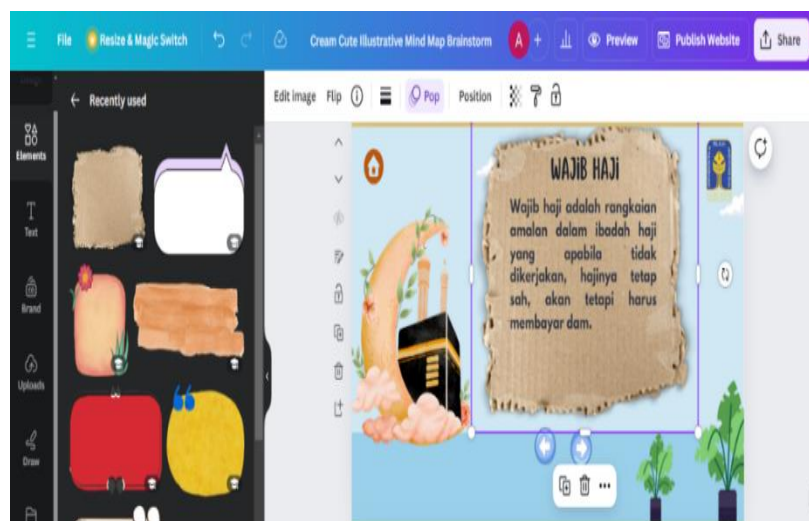 File Resize & Magic Switch Cream Cute Illustrative Mind Map Brainstorm A + Preview Publish Website Share
← Recently used
Edit image Flip Pop Position
Elements
Text
Brand
Uploads
Draw
WAJIB HAJI
Wajib haji adalah rangkaian
amalan dalam ibadah haji
yang apabila tidak
dikerjakan, hajinya tetap
sah, akan tetapi harus
membayar dam.